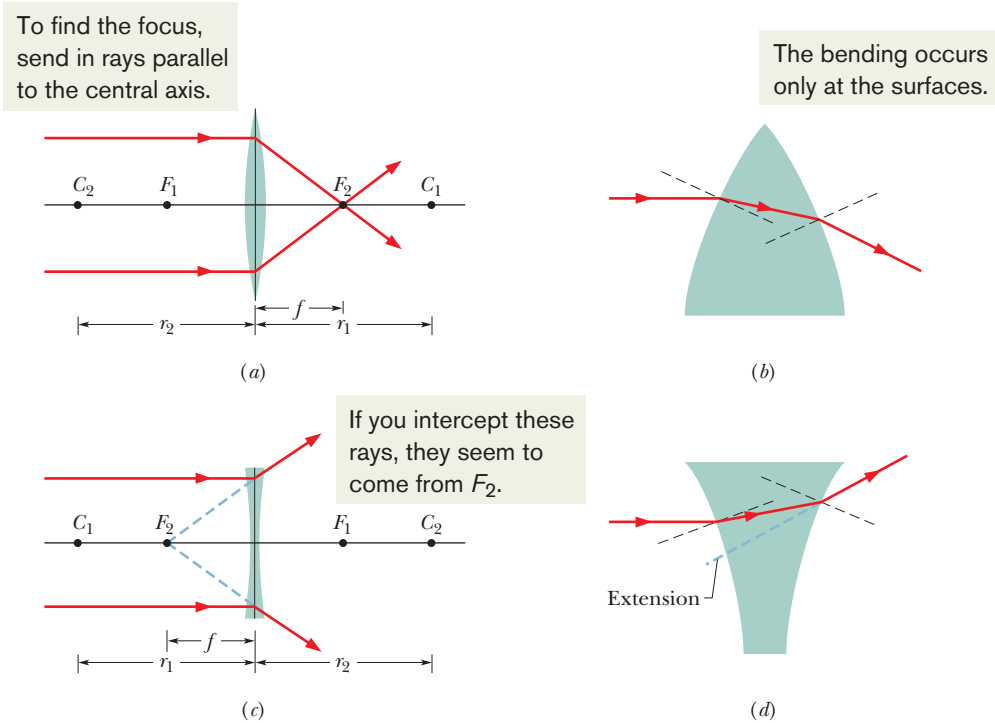 To find the focus,
send in rays parallel
to the central axis.
The bending occurs
only at the surfaces.
C2 F1 F2 C1
f
r2 r1
(a)
(b)
If you intercept these
rays, they seem to
come from F2.
C1 F2 F1 C2
f
r1 r2
(c)
Extension
(d)